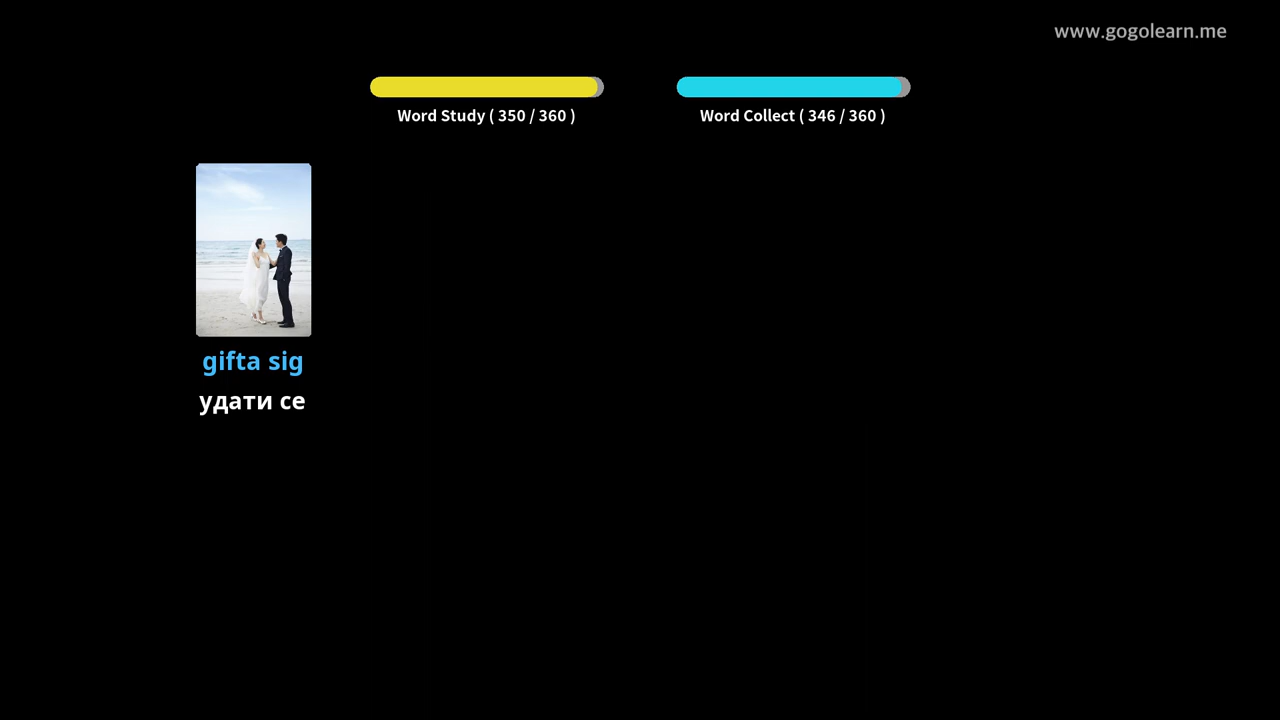 www.gogolearn.me
Word Study ( 350 / 360 )
Word Collect ( 346 / 360 )
gifta sig
удати се